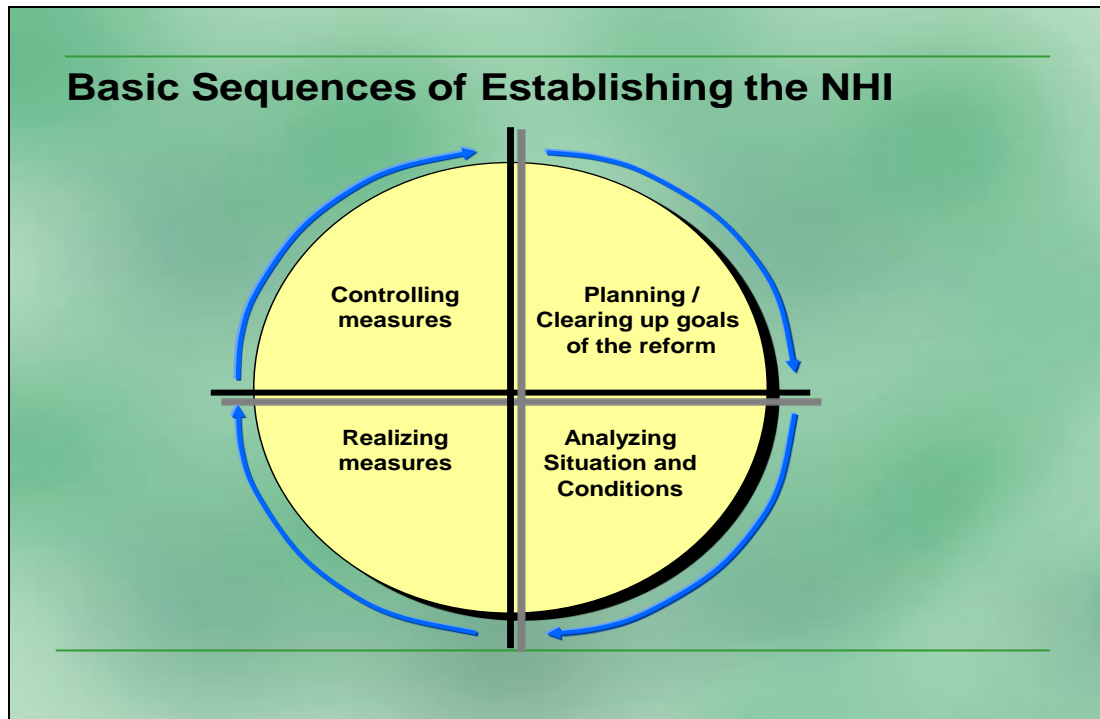 Basic Sequences of Establishing the NHI
Controlling
measures
Planning /
Clearing up goals
of the reform
Realizing
measures
Analyzing
Situation and
Conditions